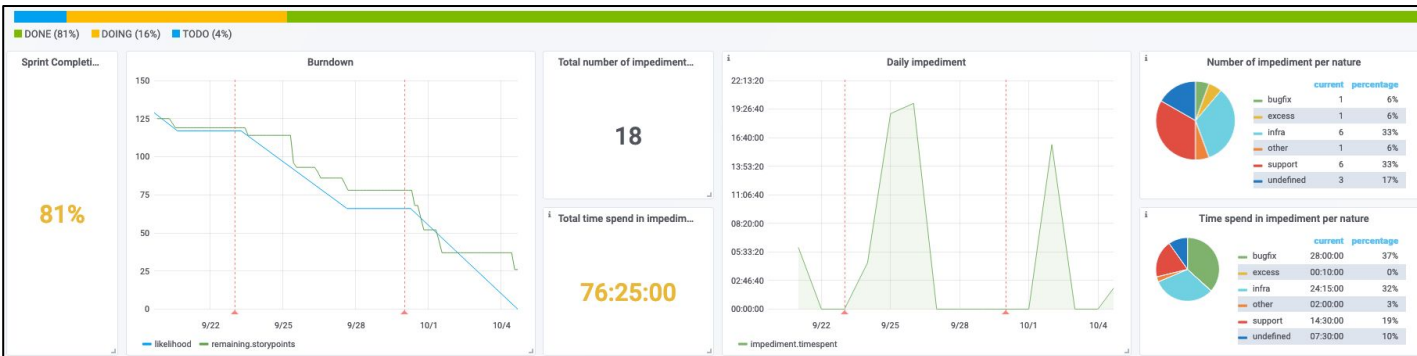 DONE (81%) DOING (16%) TODO (4%)
Sprint Completi...
81%
Burndown
150
125
100
75
50
25
0
9/22 9/25 9/28 10/1 10/4
likelihood remaining.storypoints
Total number of impediment...
18
Total time spend in impedim...
76:25:00
Daily impediment
22:13:20
19:26:40
16:40:00
13:53:20
11:06:40
08:20:00
05:33:20
02:46:40
00:00:00
9/22 9/25 9/28 10/1 10/4
impediment.timespent
Number of impediment per nature
current percentage
bugfix 1 6%
excess 1 6%
infra 6 33%
other 1 6%
support 6 33%
undefined 3 17%
Time spend in impediment per nature
current percentage
bugfix 28:00:00 37%
excess 00:10:00 0%
infra 24:15:00 32%
other 02:00:00 3%
support 14:30:00 19%
undefined 07:30:00 10%